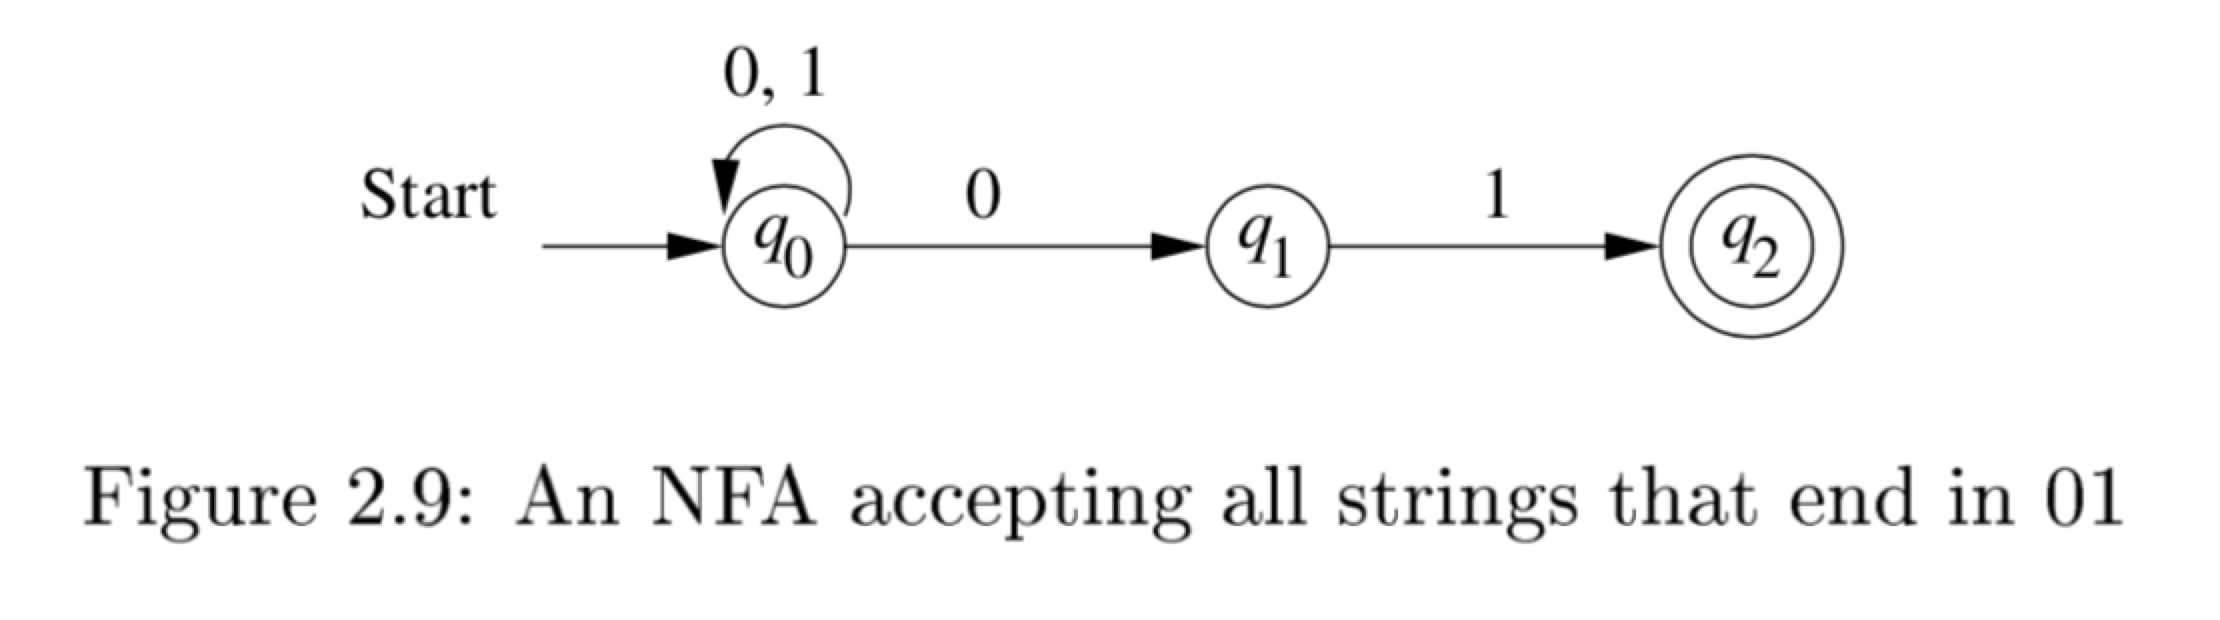 0, 1
Start
0
1
q0
q1
q2
Figure 2.9: An NFA accepting all strings that end in 01